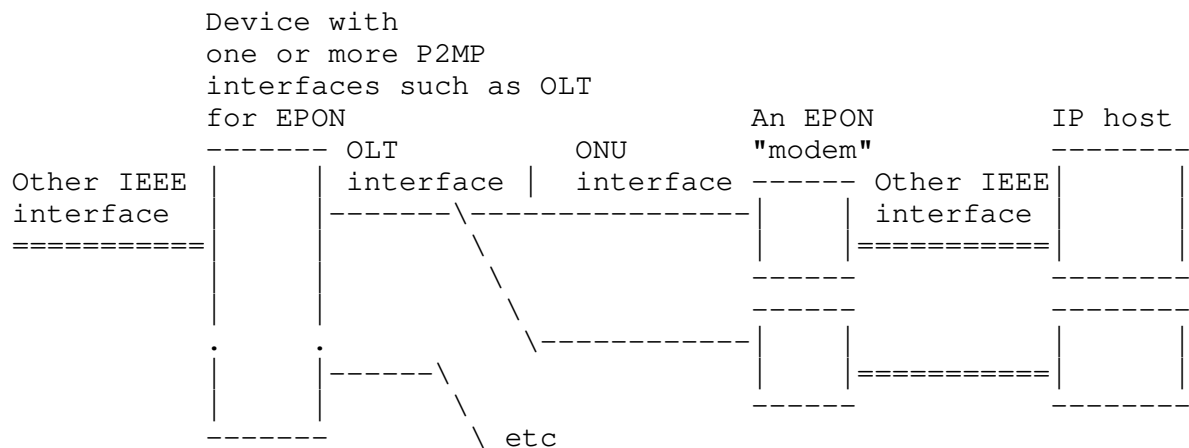 Device with
one or more P2MP
interfaces such as OLT
for EPON An EPON IP host
OLT ONU "modem"
Other IEEE interface | interface Other IEEE
interface interface
etc